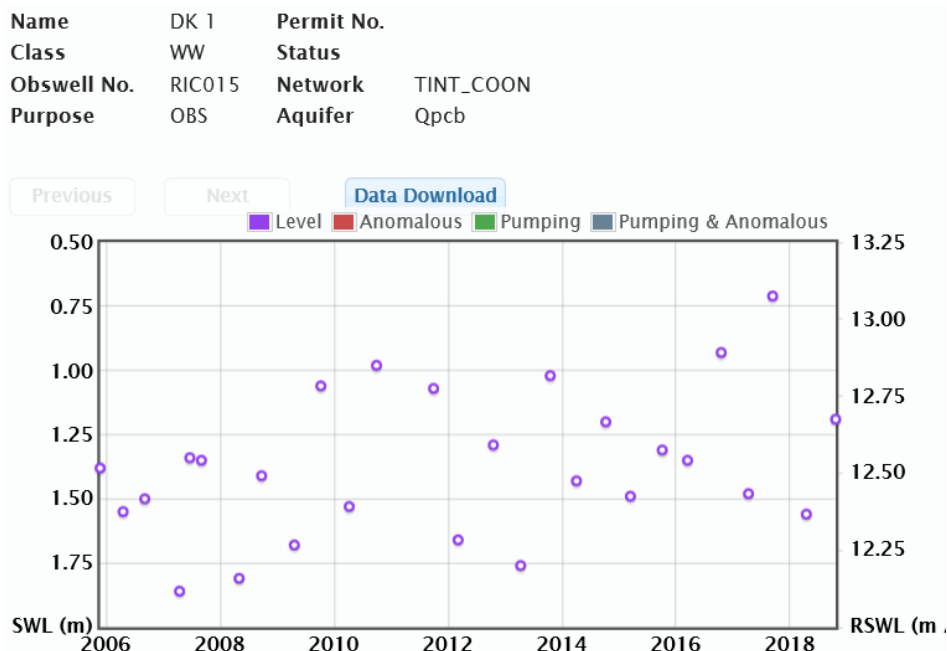 Name DK 1 Permit No.
Class WW Status
Obswell No. RIC015 Network TINT_COON
Purpose OBS Aquifer Qpcb
Previous Next Data Download
Level Anomalous Pumping Pumping & Anomalous
0.50 13.25
0.75 13.00
1.00 12.75
1.25 12.50
1.50 12.25
1.75
SWL (m) RSWL (m
2006 2008 2010 2012 2014 2016 2018